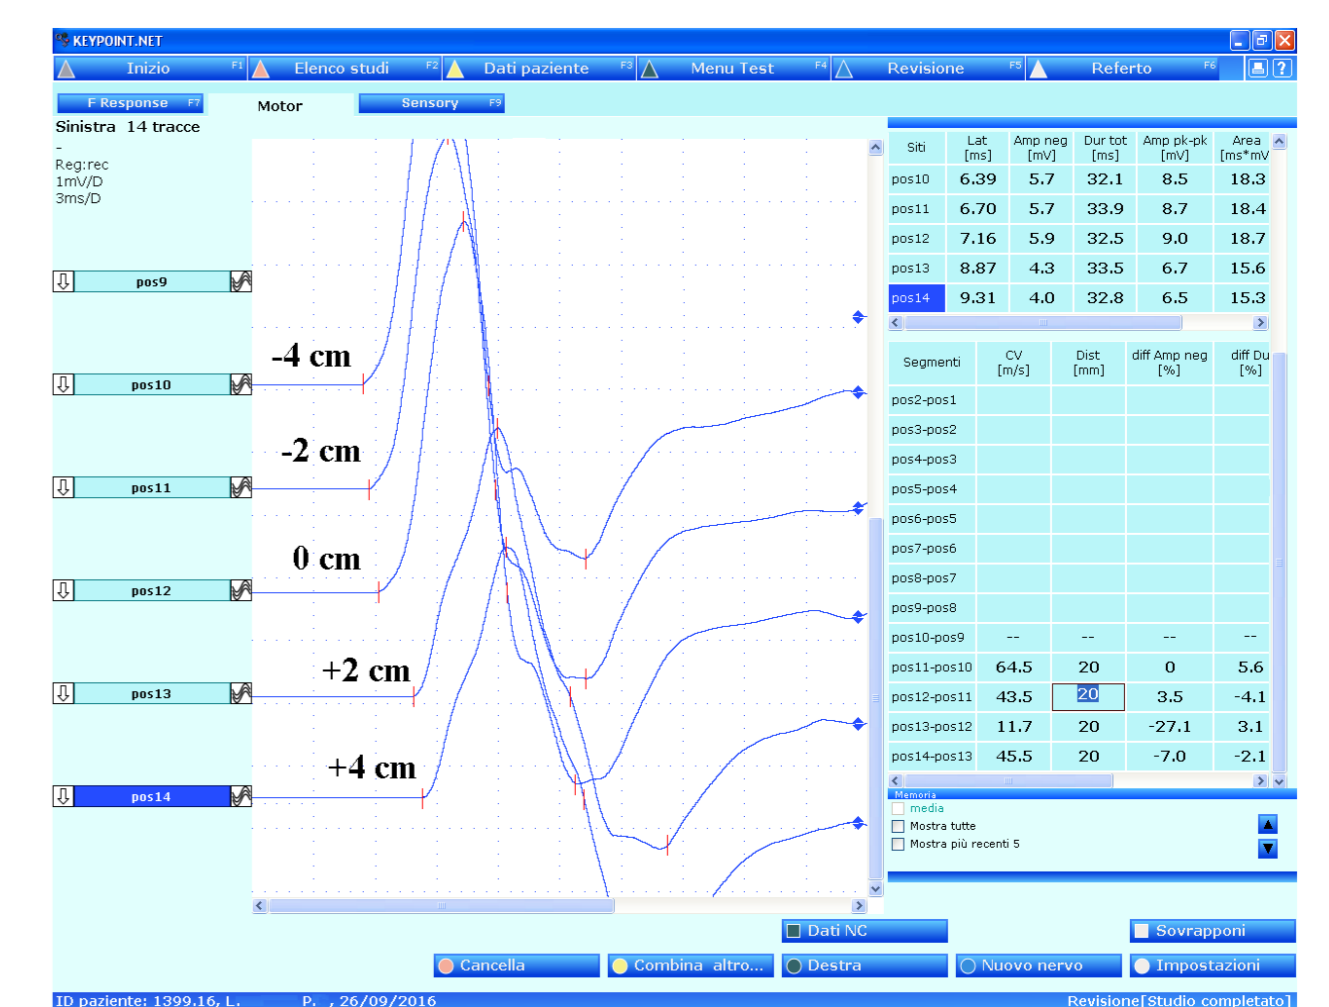 KEYPOINT.NET
Inizio F1 Elenco studi F2 Dati paziente F3 Menu Test F4 Revisione F5 Referto F6 ?
F Response F7 Motor Sensory F9
Sinistra 14 tracce
-
Reg:rec
1mV/D
3ms/D
pos9
pos10
pos11
pos12
pos13
pos14
-4 cm
-2 cm
0 cm
+2 cm
+4 cm
Siti Lat [ms] Amp neg [mV] Dur tot [ms] Amp pk-pk [mV] Area [ms*mV
pos10 6.39 5.7 32.1 8.5 18.3
pos11 6.70 5.7 33.9 8.7 18.4
pos12 7.16 5.9 32.5 9.0 18.7
pos13 8.87 4.3 33.5 6.7 15.6
pos14 9.31 4.0 32.8 6.5 15.3
Segmenti CV [m/s] Dist [mm] diff Amp neg [%] diff Du [%]
pos2-pos1
pos3-pos2
pos4-pos3
pos5-pos4
pos6-pos5
pos7-pos6
pos8-pos7
pos9-pos8
pos10-pos9 -- -- -- --
pos11-pos10 64.5 20 0 5.6
pos12-pos11 43.5 20 3.5 -4.1
pos13-pos12 11.7 20 -27.1 3.1
pos14-pos13 45.5 20 -7.0 -2.1
Memoria
media
Mostra tutte
Mostra più recenti 5
Dati NC Sovrapponi
Cancella Combina altro... Destra Nuovo nervo Impostazioni
ID paziente: 1399.16, L. P. , 26/09/2016 Revisione[Studio completato]